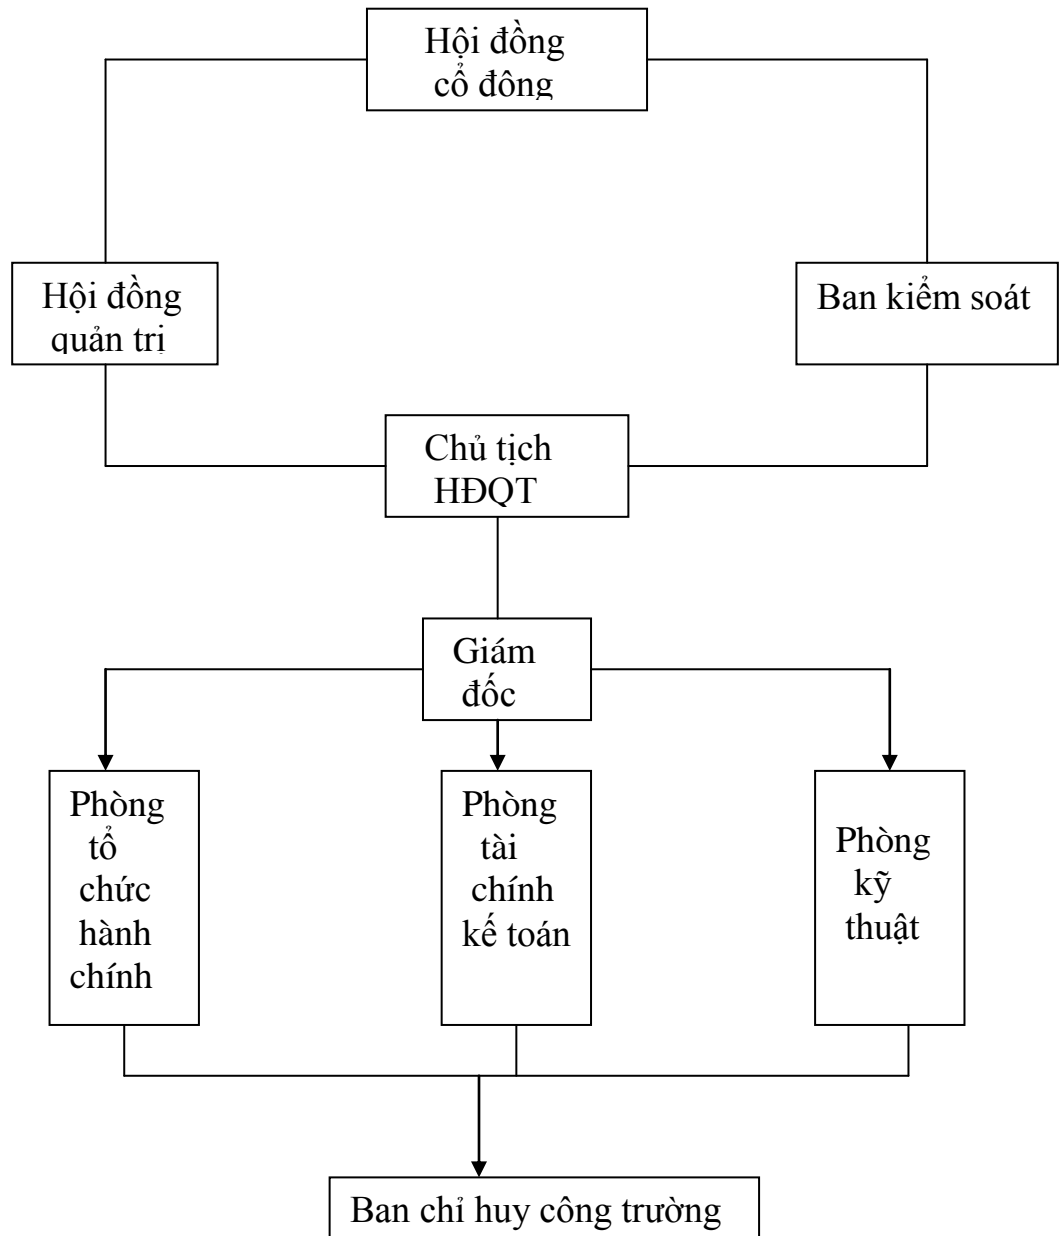 Hội đồng
cổ đông
Hội đồng
quản trị
Ban kiểm soát
Chủ tịch
HĐQT
Giám
đốc
Phòng
tổ
chức
hành
chính
Phòng
tài
chính
kế toán
Phòng
kỹ
thuật
Ban chỉ huy công trường